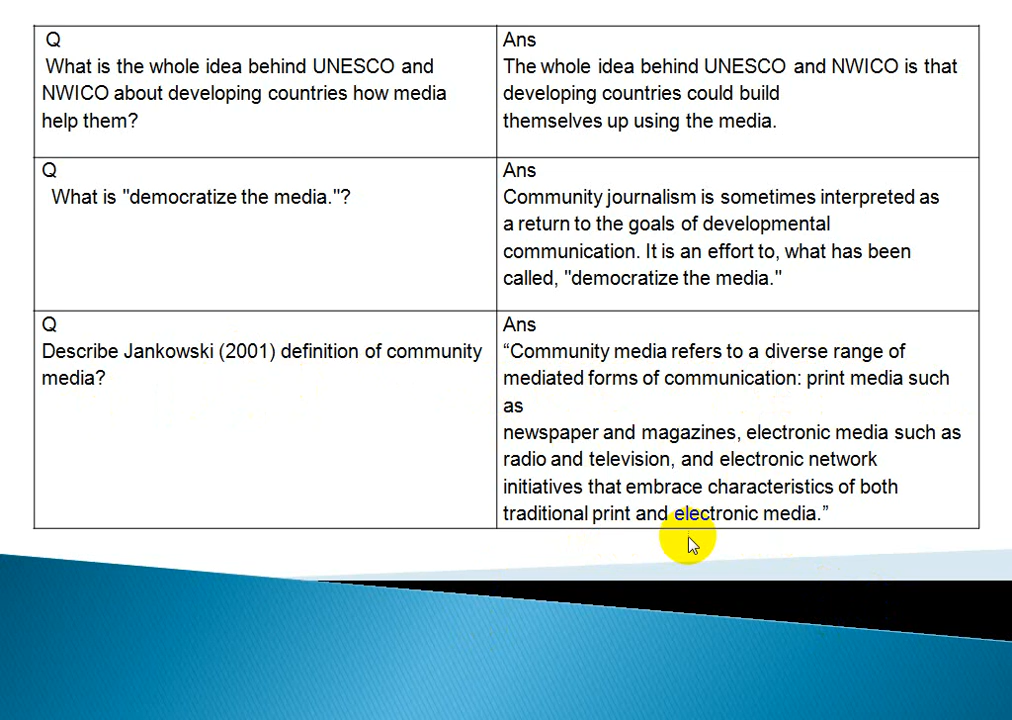 Q
What is the whole idea behind UNESCO and
NWICO about developing countries how media
help them?
Ans
The whole idea behind UNESCO and NWICO is that
developing countries could build
themselves up using the media.
Q
What is "democratize the media."?
Ans
Community journalism is sometimes interpreted as
a return to the goals of developmental
communication. It is an effort to, what has been
called, "democratize the media."
Q
Describe Jankowski (2001) definition of community
media?
Ans
“Community media refers to a diverse range of
mediated forms of communication: print media such
as
newspaper and magazines, electronic media such as
radio and television, and electronic network
initiatives that embrace characteristics of both
traditional print and electronic media.”